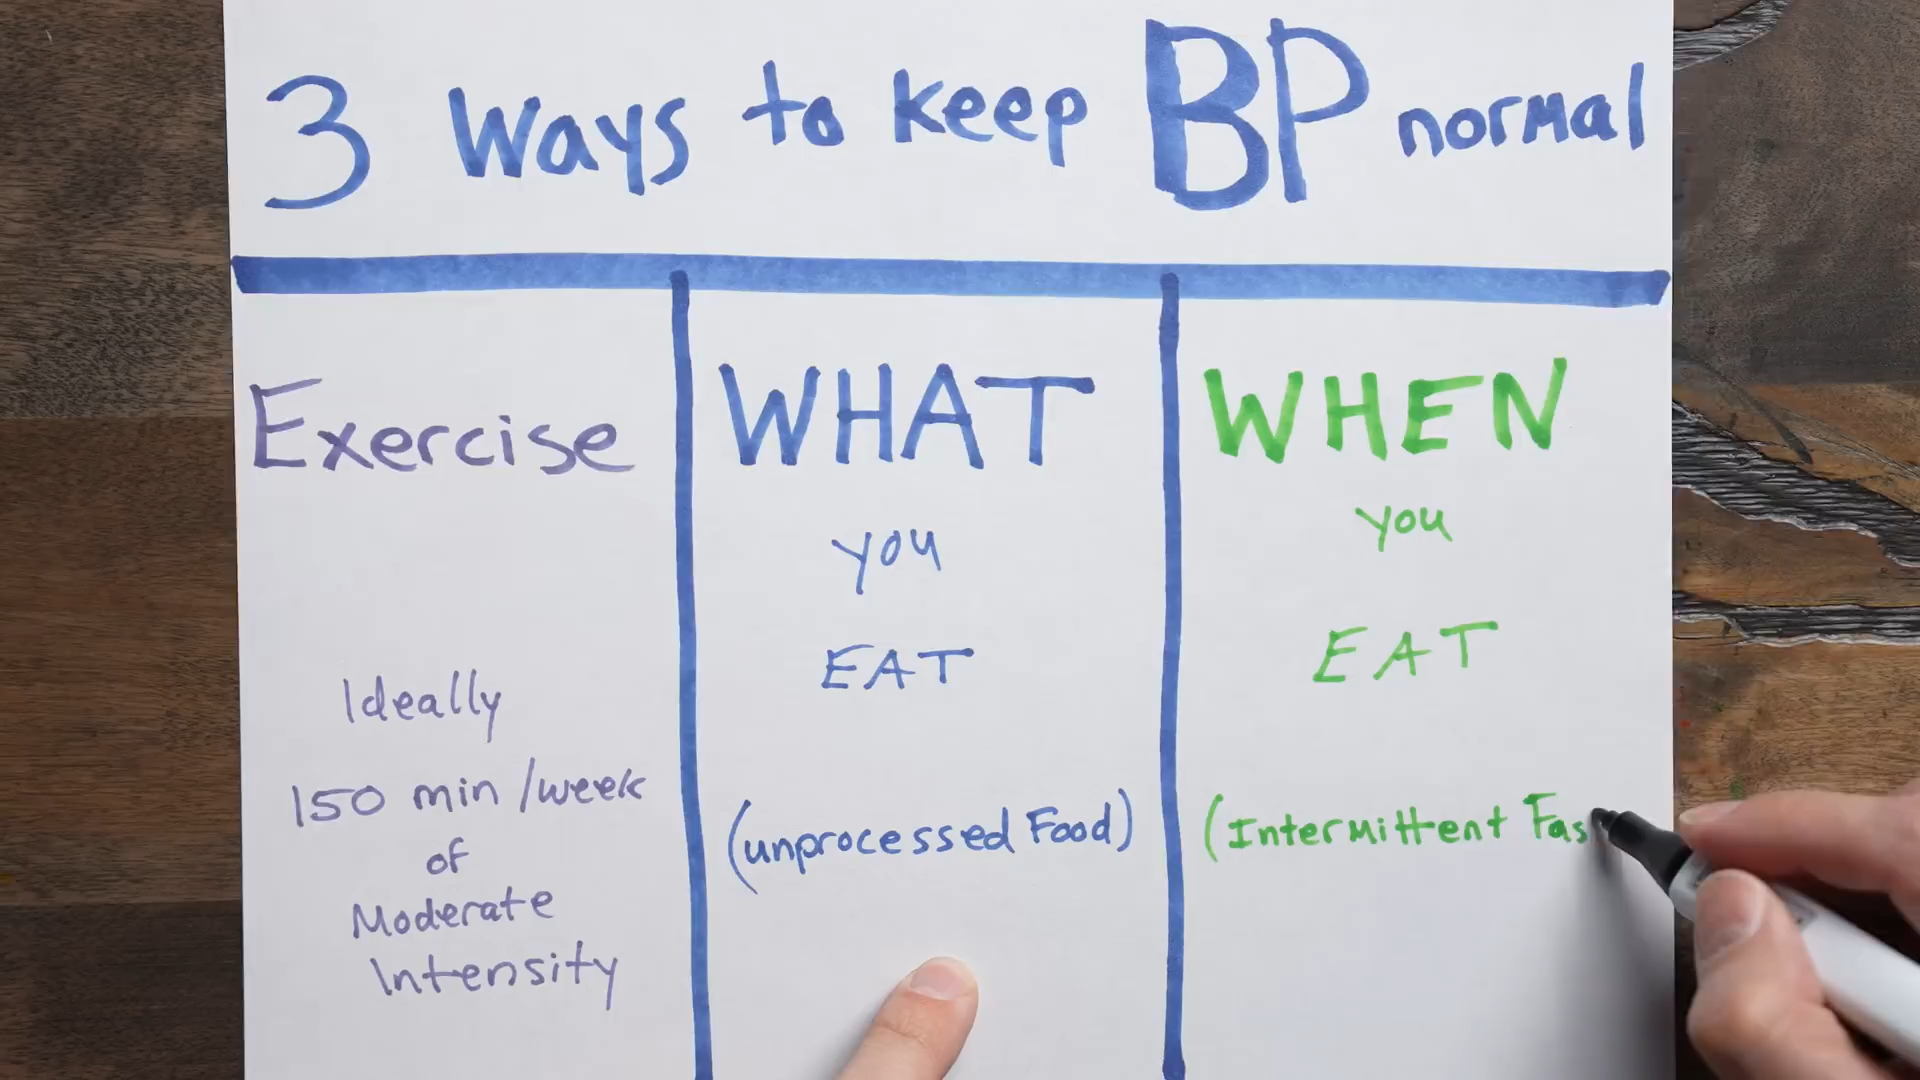 3 Ways to keep BP normal
Exercise
Ideally
150 min /week
of
Moderate
Intensity
WHAT
you
EAT
(unprocessed Food)
WHEN
you
EAT
(Intermittent Fas